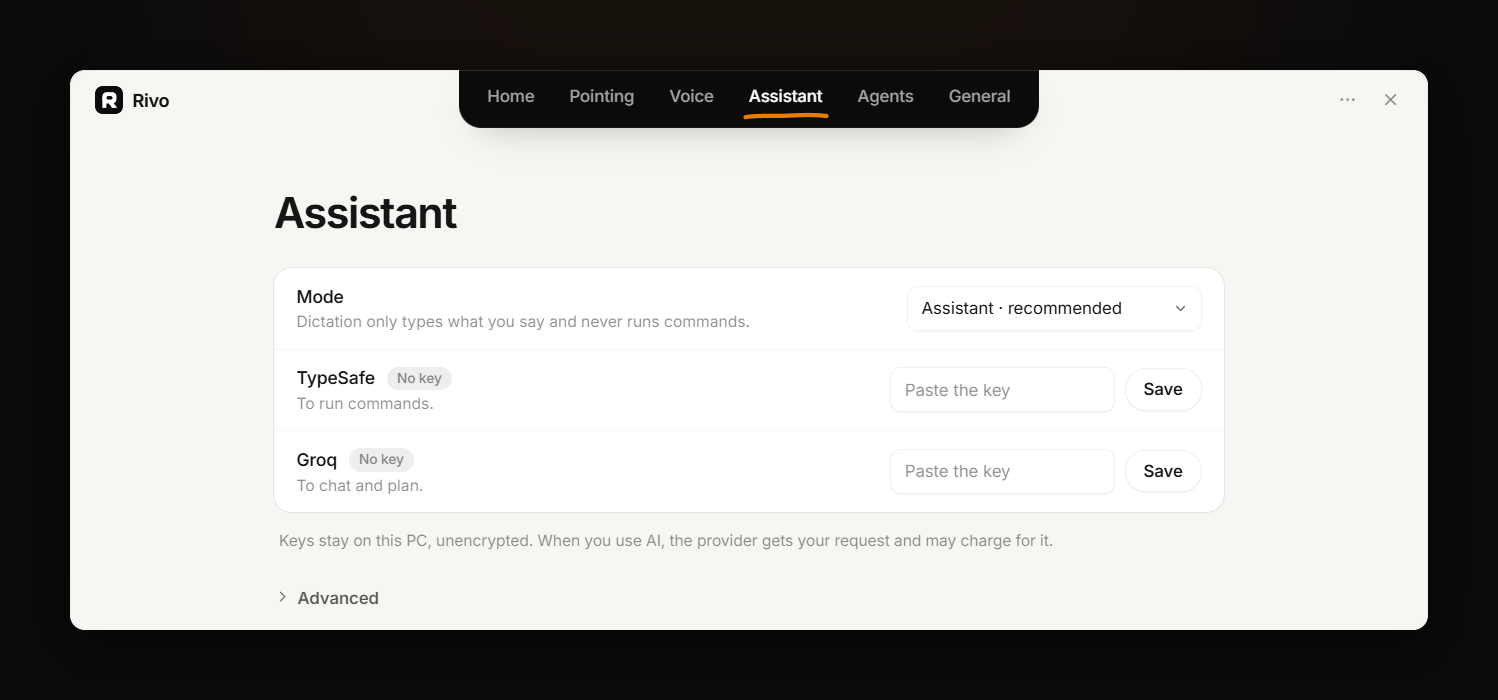 Rivo
Home Pointing Voice Assistant Agents General
Assistant
Mode
Dictation only types what you say and never runs commands.
Assistant · recommended
TypeSafe No key
To run commands.
Paste the key Save
Groq No key
To chat and plan.
Paste the key Save
Keys stay on this PC, unencrypted. When you use AI, the provider gets your request and may charge for it.
Advanced